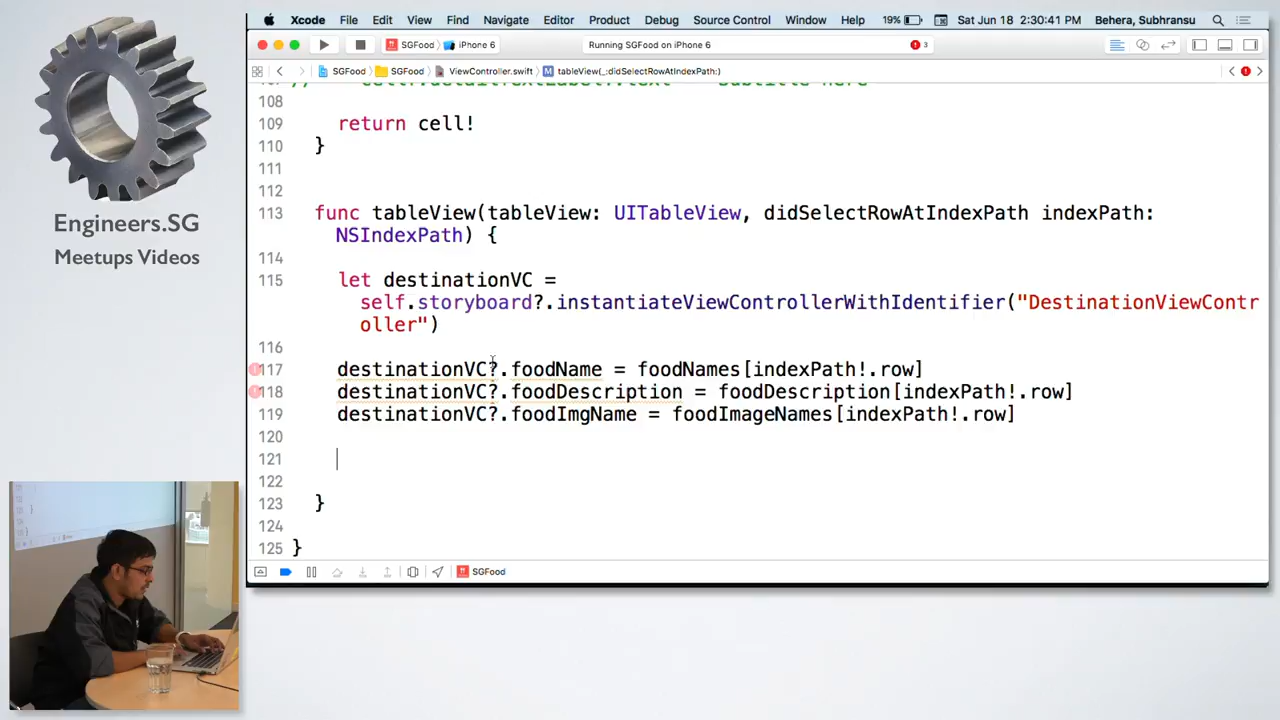 Xcode File Edit View Find Navigate Editor Product Debug Source Control Window Help 19% Sat Jun 18 2:30:41 PM Behera, Subhransu
SGFood iPhone 6 Running SGFood on iPhone 6 3
SGFood SGFood ViewController.swift M tableView(_:didSelectRowAtIndexPath:)
108
109 return cell!
110 }
111
112
113 func tableView(tableView: UITableView, didSelectRowAtIndexPath indexPath:
NSIndexPath) {
114
115 let destinationVC =
self.storyboard?.instantiateViewControllerWithIdentifier("DestinationViewContr
oller")
116
117 destinationVC?.foodName = foodNames[indexPath!.row]
118 destinationVC?.foodDescription = foodDescription[indexPath!.row]
119 destinationVC?.foodImgName = foodImageNames[indexPath!.row]
120
121
122
123 }
124
125 }
SGFood
Engineers.SG
Meetups Videos